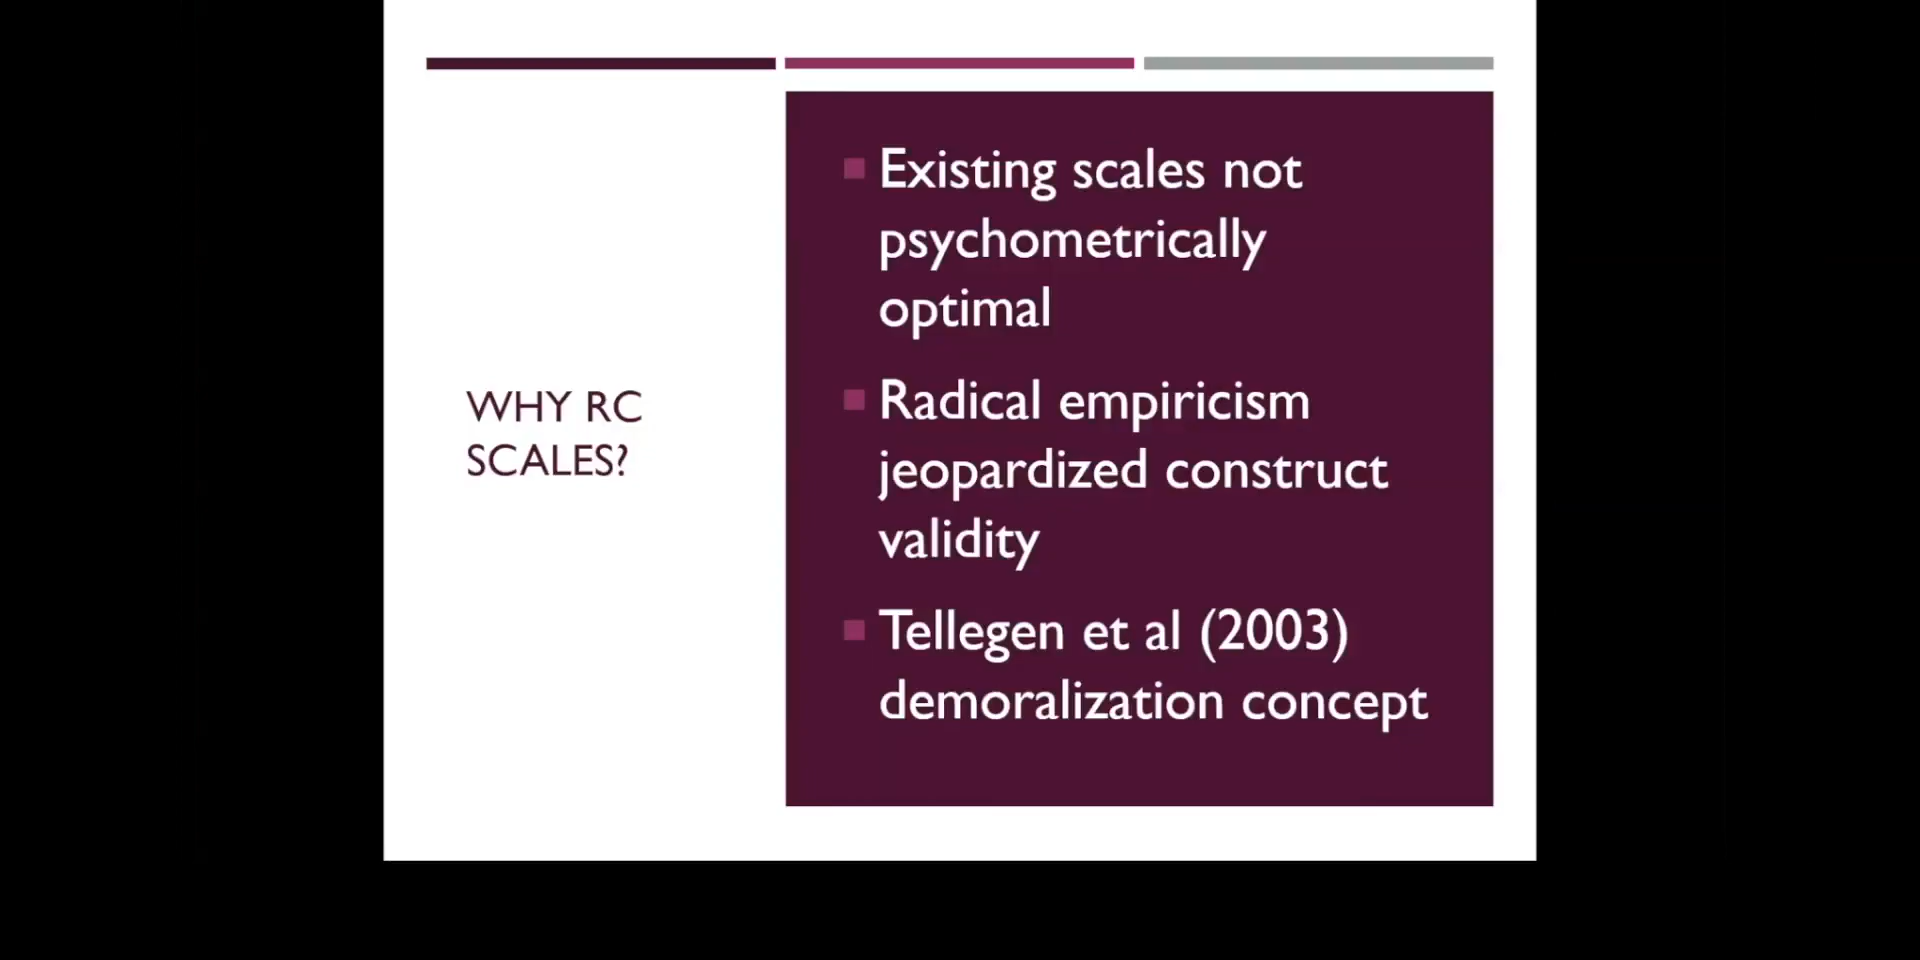 WHY RC
SCALES?
Existing scales not
psychometrically
optimal
Radical empiricism
jeopardized construct
validity
Tellegen et al (2003)
demoralization concept